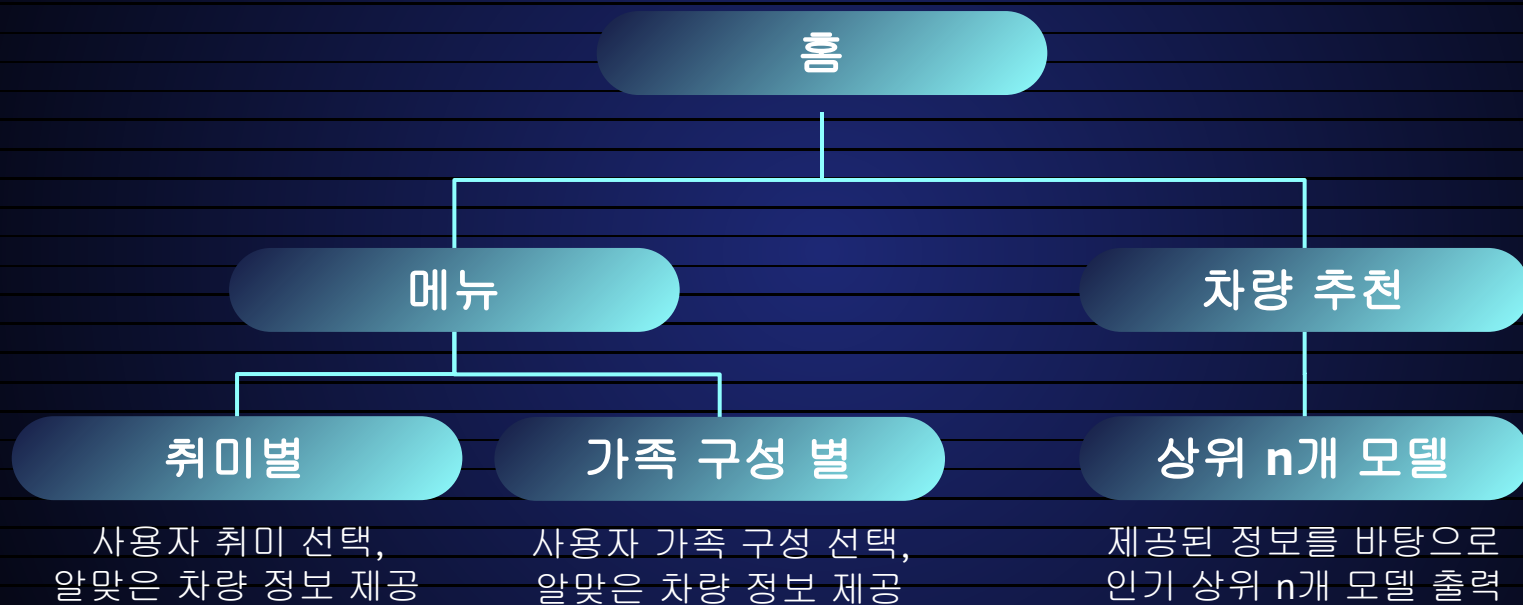 홈
메뉴
차량 추천
취미별
가족 구성 별
상위 n개 모델
사용자 취미 선택,
알맞은 차량 정보 제공
사용자 가족 구성 선택,
알맞은 차량 정보 제공
제공된 정보를 바탕으로
인기 상위 n개 모델 출력